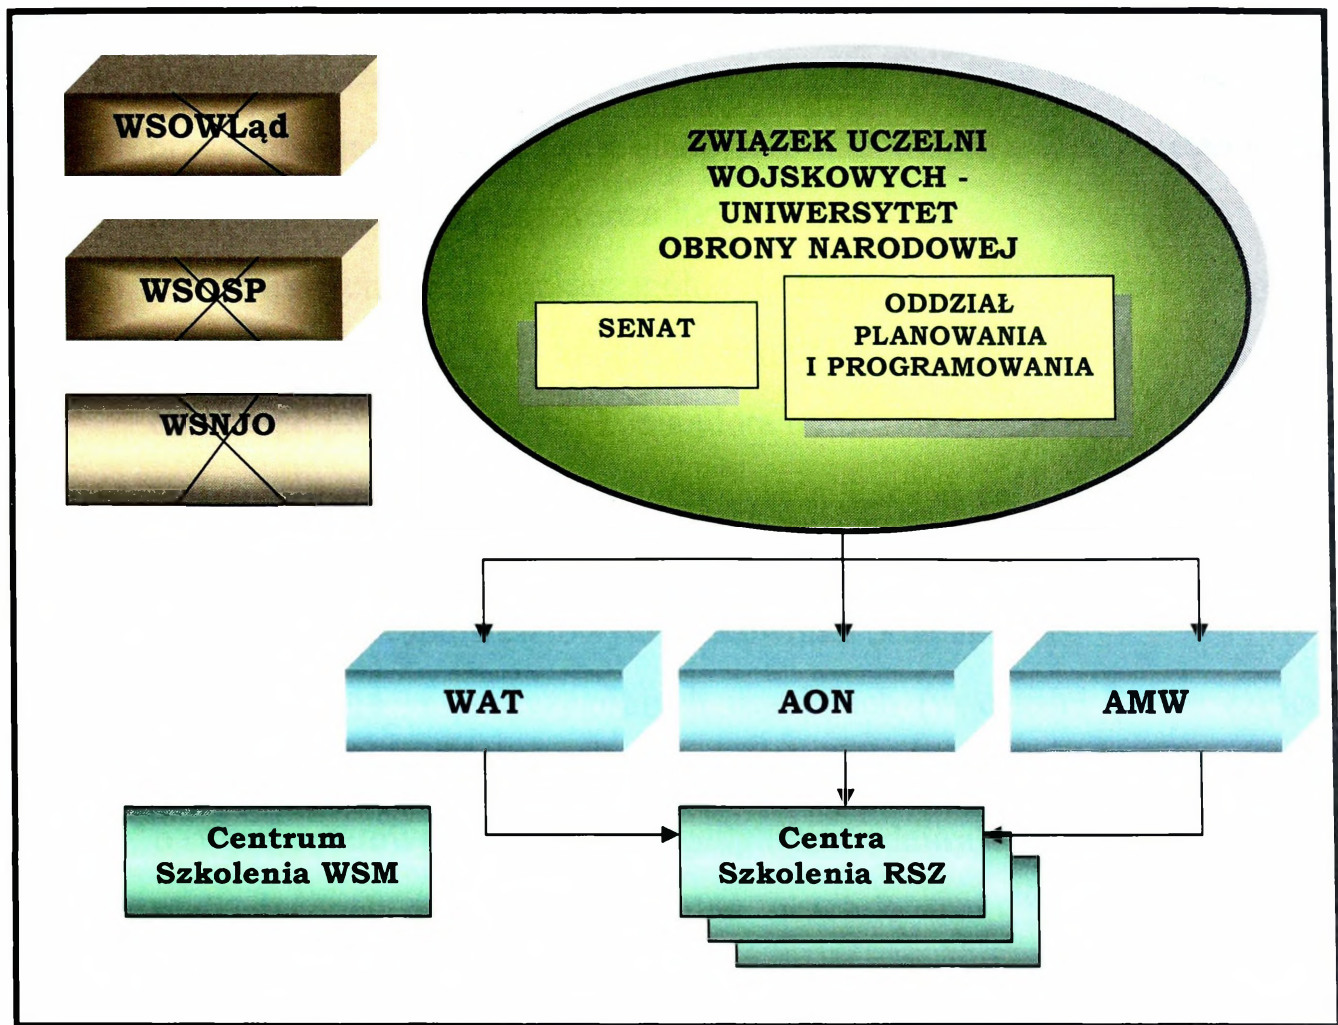 WSOWLąd
WSOSP
WSNJO
ZWIĄZEK UCZELNI
WOJSKOWYCH -
UNIWERSYTET
OBRONY NARODOWEJ
SENAT
ODDZIAŁ
PLANOWANIA
I PROGRAMOWANIA
WAT
AON
AMW
Centrum
Szkolenia WSM
Centra
Szkolenia RSZ